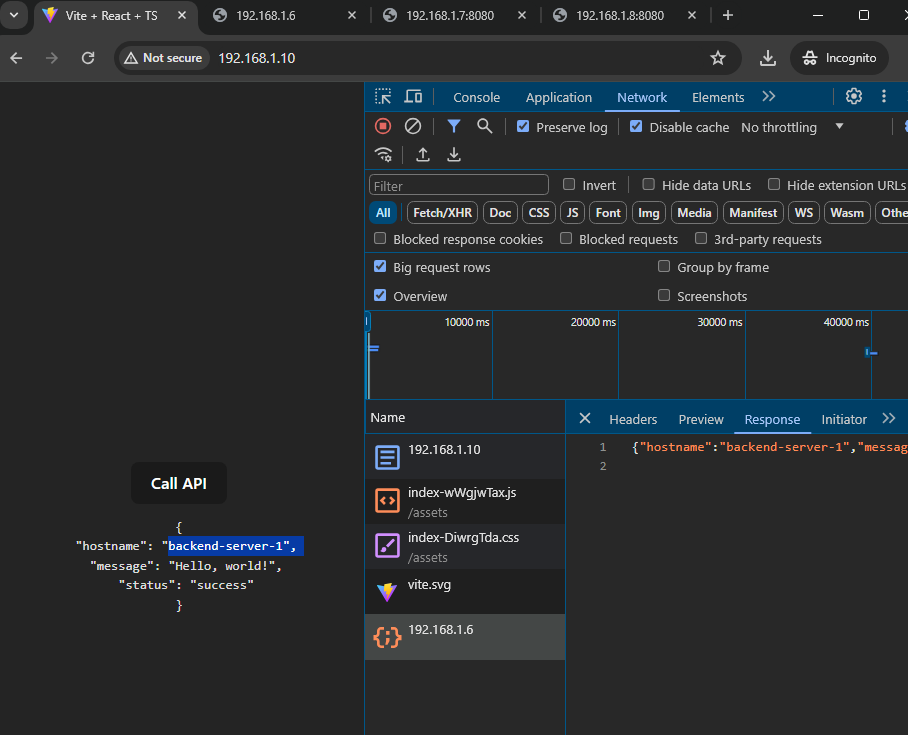 Vite + React + TS
192.168.1.6
192.168.1.7:8080
192.168.1.8:8080
Not secure
192.168.1.10
Incognito
Console
Application
Network
Elements
Preserve log
Disable cache
No throttling
Filter
Invert
Hide data URLs
Hide extension URLs
All
Fetch/XHR
Doc
CSS
JS
Font
Img
Media
Manifest
WS
Wasm
Othe
Blocked response cookies
Blocked requests
3rd-party requests
Big request rows
Group by frame
Overview
Screenshots
10000 ms
20000 ms
30000 ms
40000 ms
Name
Headers
Preview
Response
Initiator
192.168.1.10
index-wWgjwTax.js
/assets
index-DiwrgTda.css
/assets
vite.svg
192.168.1.6
1
{"hostname":"backend-server-1","messag
2
Call API
{
"hostname": "backend-server-1",
"message": "Hello, world!",
"status": "success"
}